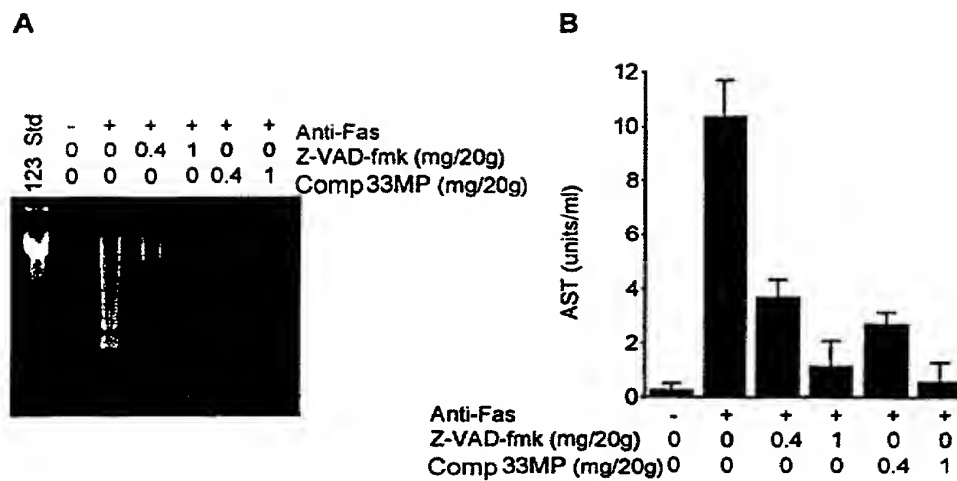 A
123 Std
- + + + + + Anti-Fas
0 0 0.4 1 0 0 Z-VAD-fmk (mg/20g)
0 0 0 0 0.4 1 Comp 33MP (mg/20g)
B
AST (units/ml)
12
10
8
6
4
2
0
Anti-Fas - + + + + +
Z-VAD-fmk (mg/20g) 0 0 0.4 1 0 0
Comp 33MP (mg/20g) 0 0 0 0 0.4 1